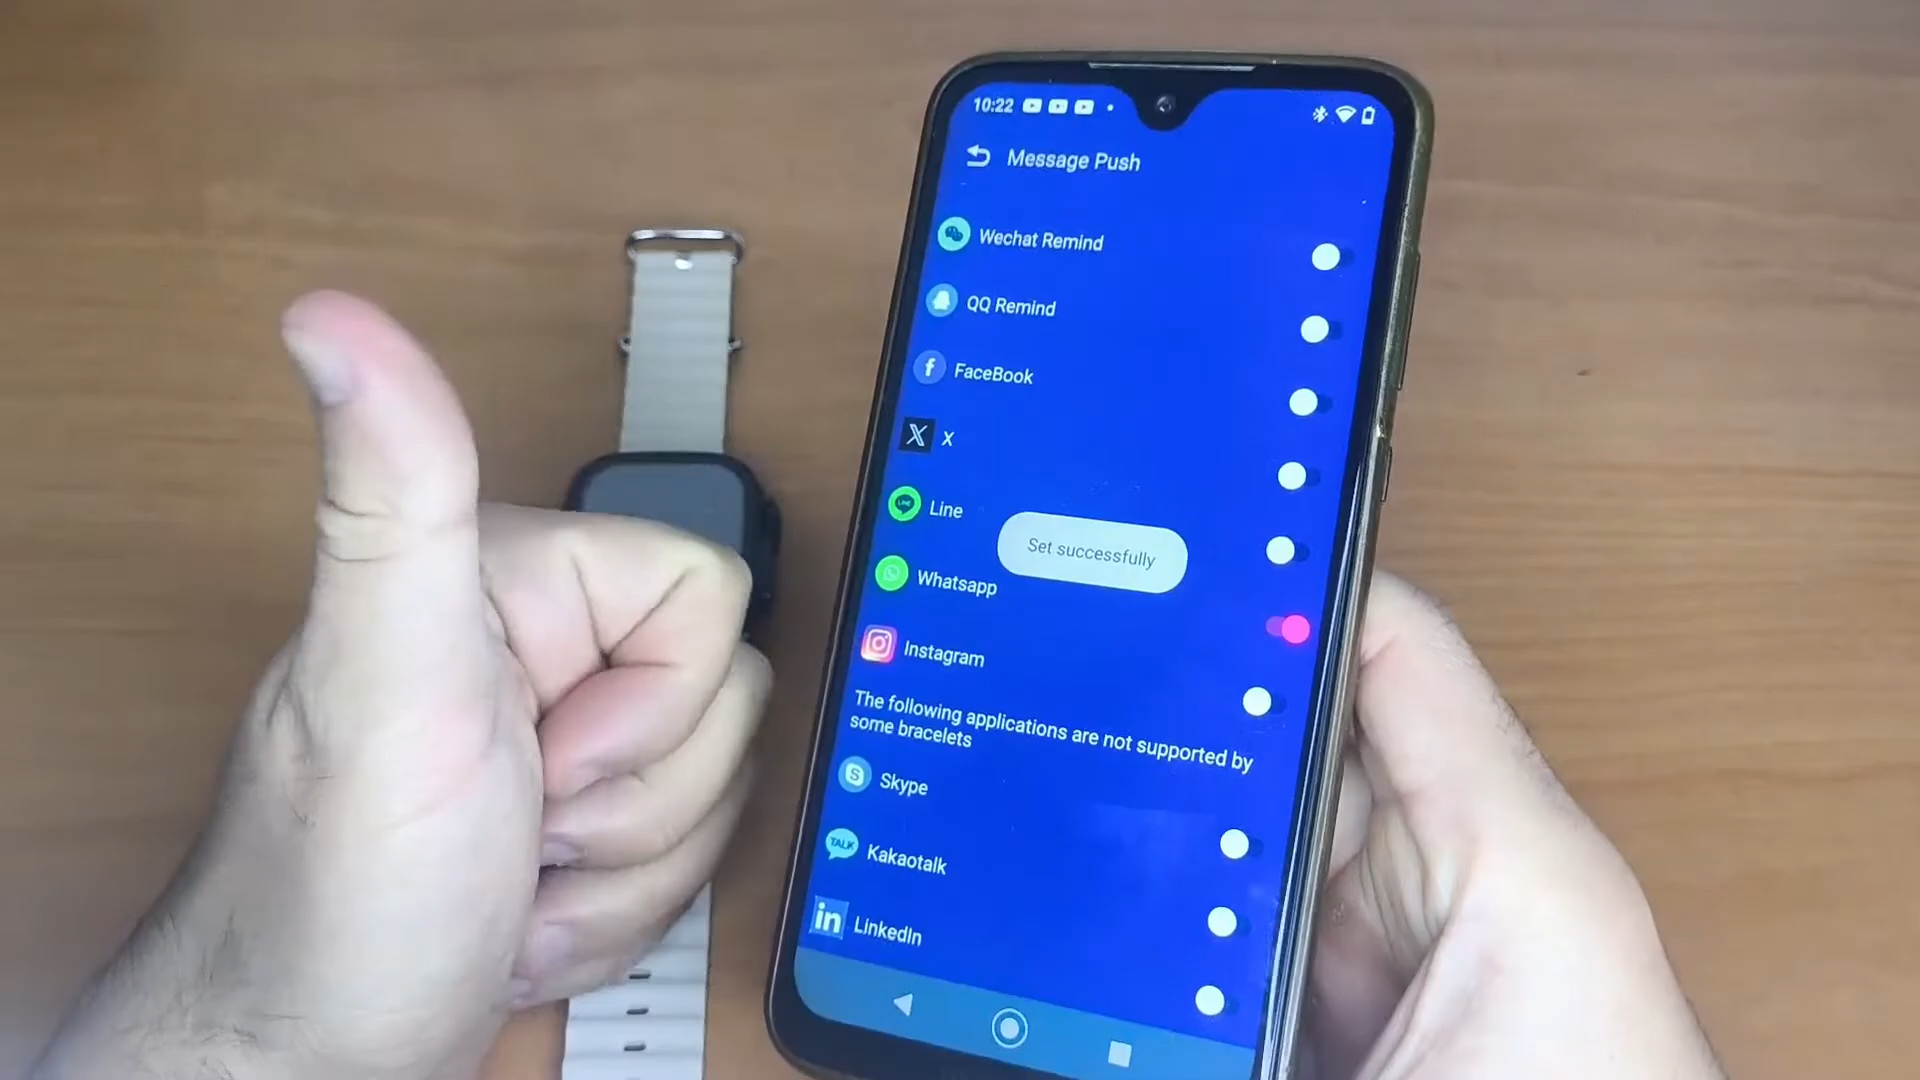 10:22
Message Push
Wechat Remind
QQ Remind
FaceBook
X
Line
Set successfully
Whatsapp
Instagram
The following applications are not supported by
some bracelets
Skype
TALK
Kakaotalk
in
LinkedIn